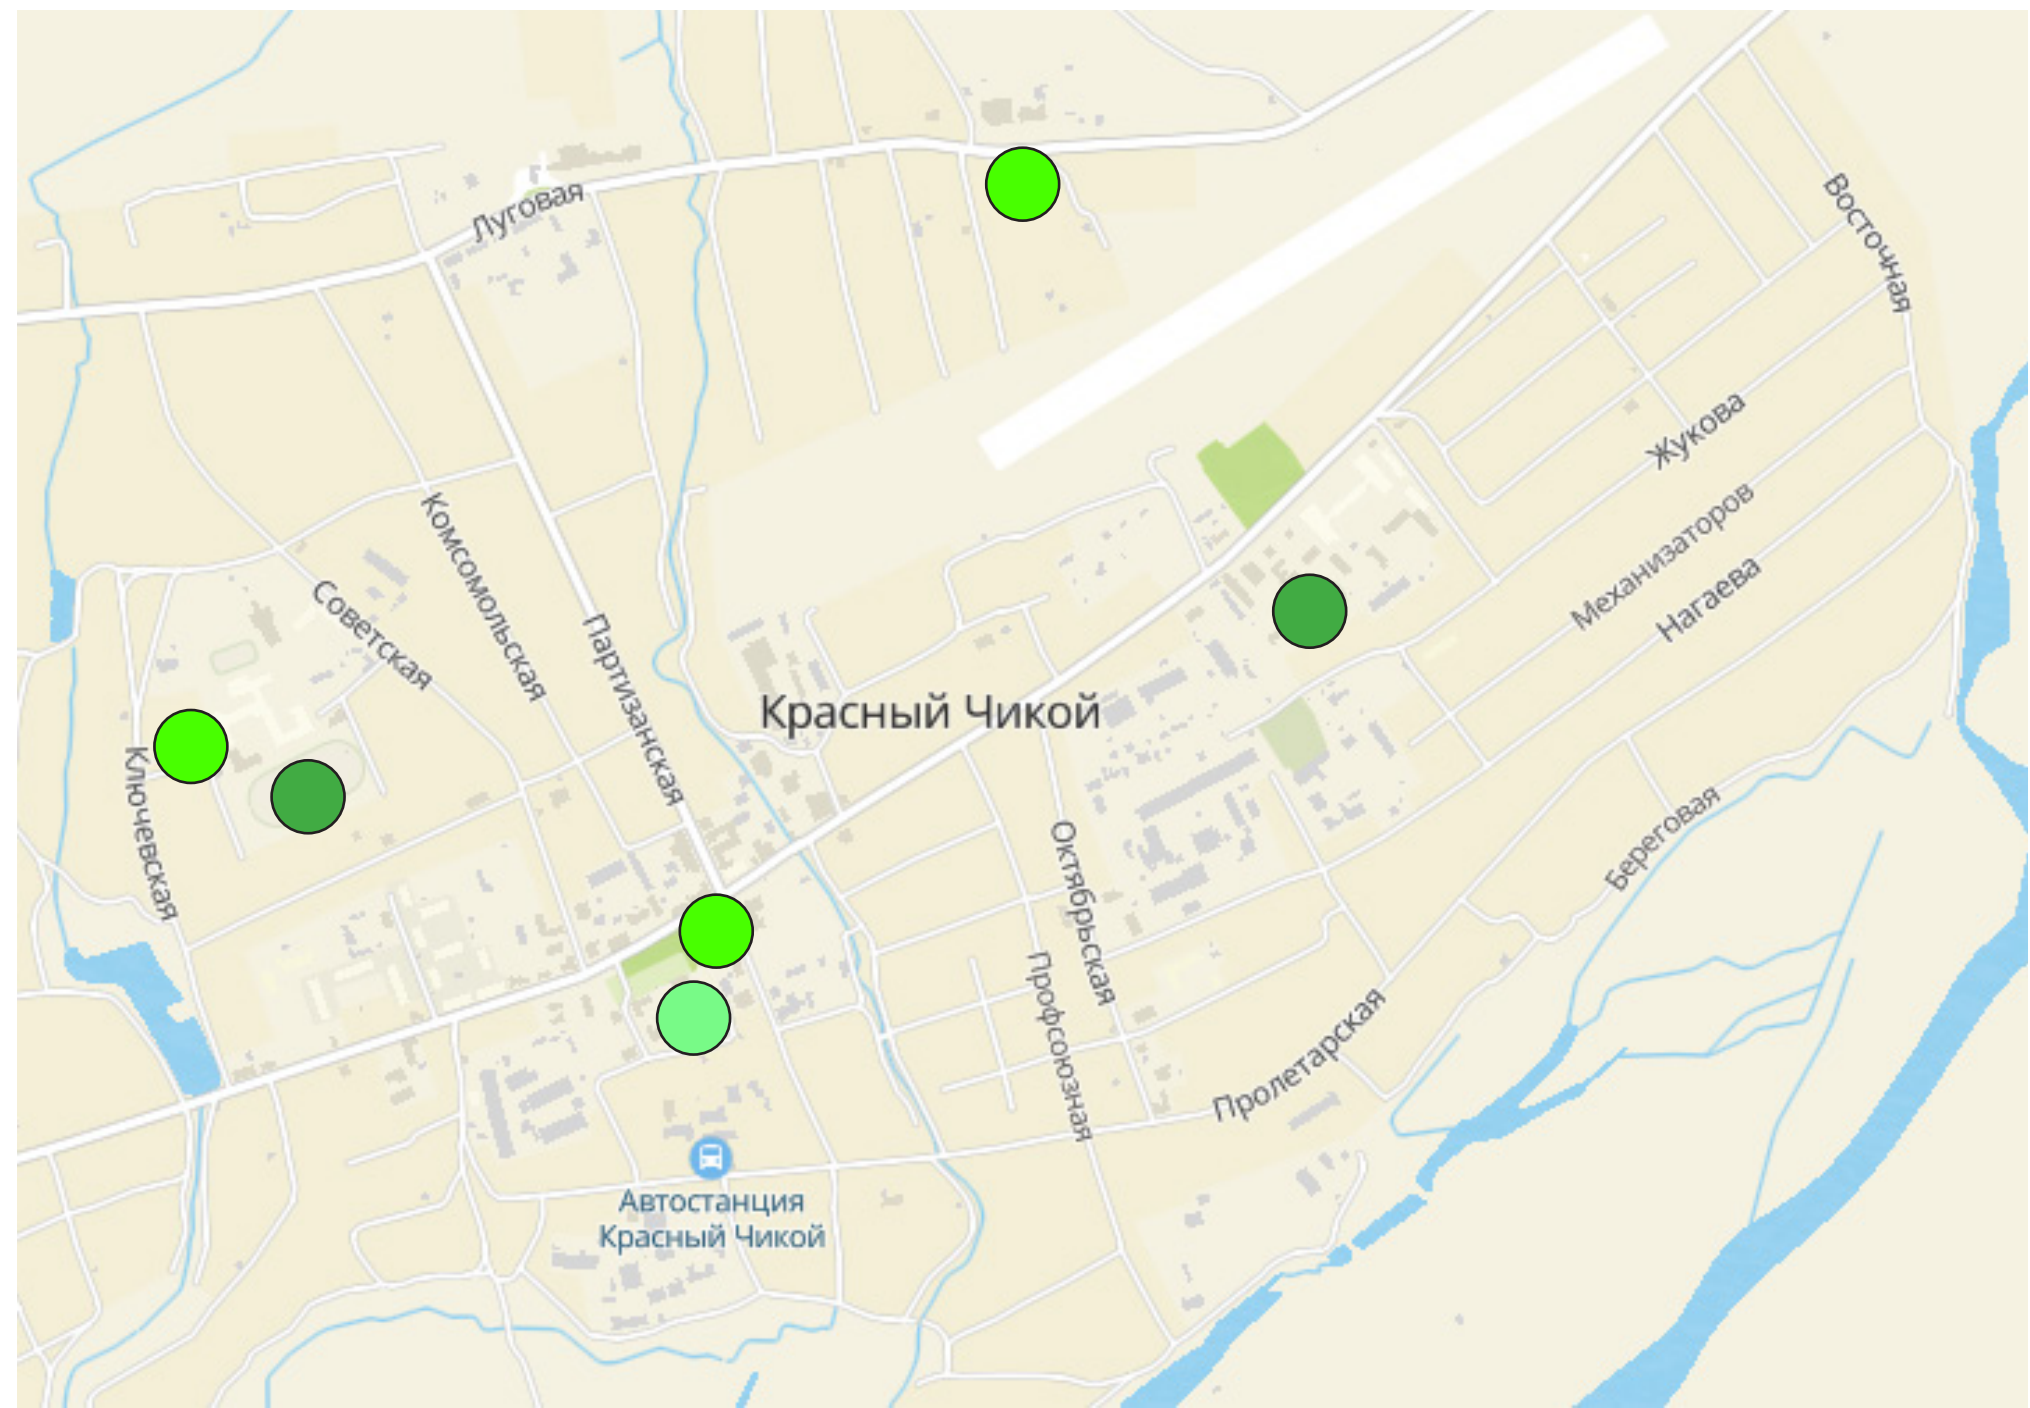 Луговая
Восточная
Жукова
Механизаторов
Нагаева
Комсомольская
Советская
Партизанская
Красный Чикой
Ключевская
Октябрьская
Береговая
Профсоюзная
Пролетарская
Автостанция
Красный Чикой